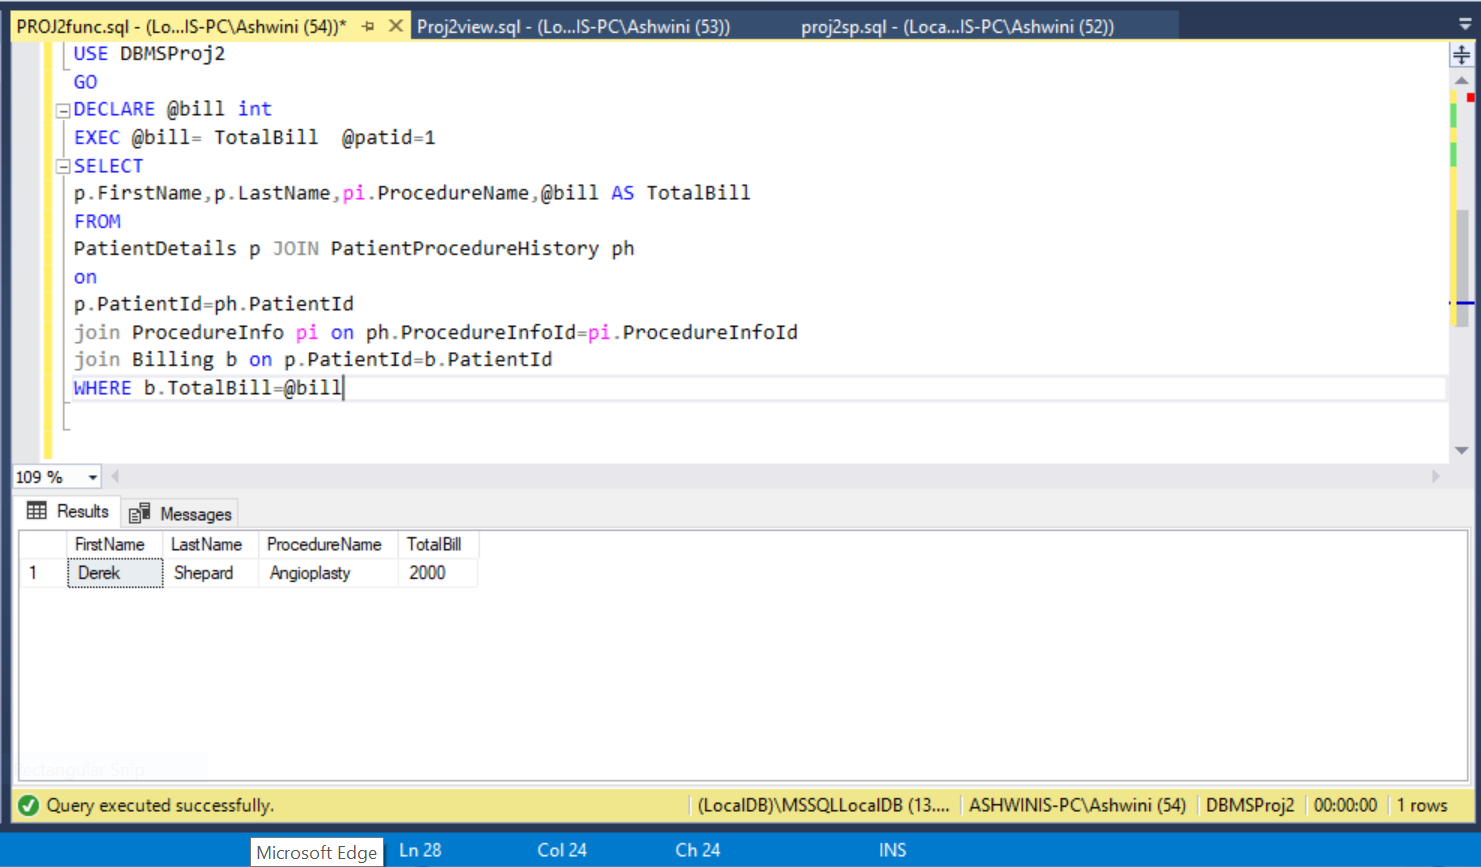 PROJ2func.sql - (Lo...IS-PC\Ashwini (54))* Proj2view.sql - (Lo...IS-PC\Ashwini (53)) proj2sp.sql - (Loca...IS-PC\Ashwini (52))
USE DBMSProj2
GO
DECLARE @bill int
EXEC @bill= TotalBill  @patid=1
SELECT
p.FirstName,p.LastName,pi.ProcedureName,@bill AS TotalBill
FROM
PatientDetails p JOIN PatientProcedureHistory ph
on
p.PatientId=ph.PatientId
join ProcedureInfo pi on ph.ProcedureInfoId=pi.ProcedureInfoId
join Billing b on p.PatientId=b.PatientId
WHERE b.TotalBill=@bill
109 %
Results Messages
FirstName LastName ProcedureName TotalBill
1 Derek Shepard Angioplasty 2000
Rectangular Snip
Query executed successfully. (LocalDB)\MSSQLLocalDB (13.... ASHWINIS-PC\Ashwini (54) DBMSProj2 00:00:00 1 rows
Microsoft Edge Ln 28 Col 24 Ch 24 INS